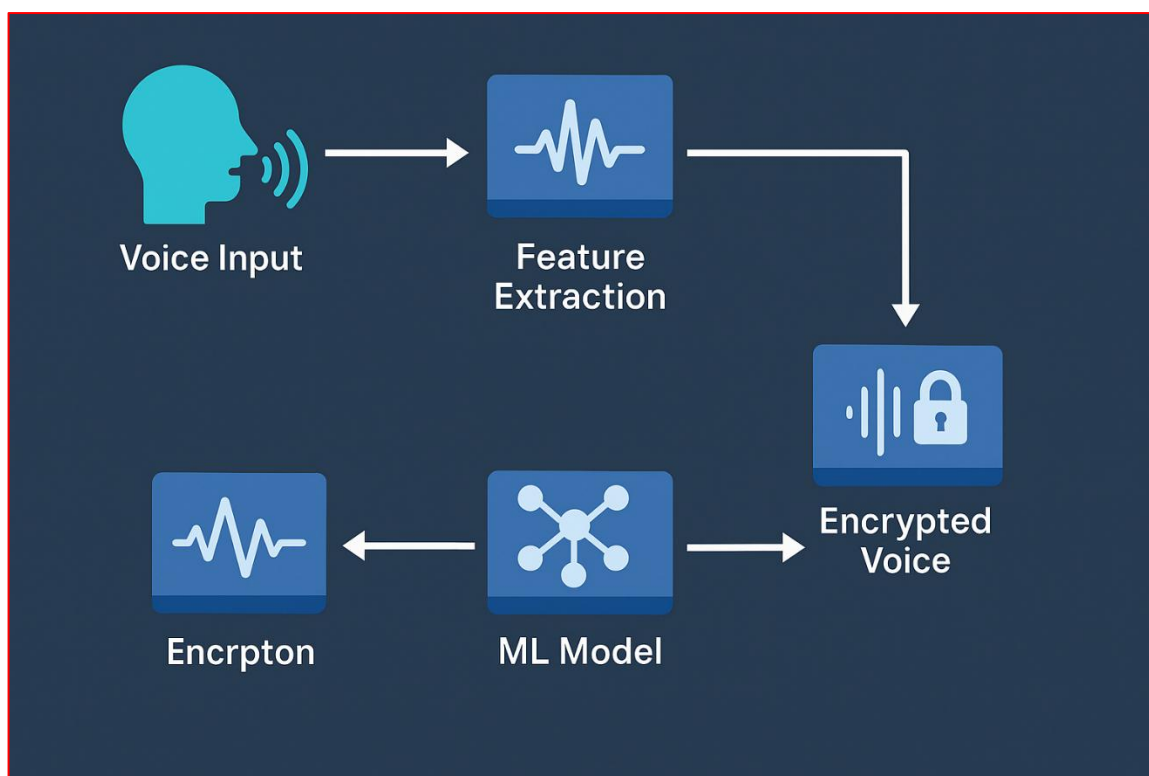 Voice Input
Feature
Extraction
Encrypted
Voice
Encrpton
ML Model